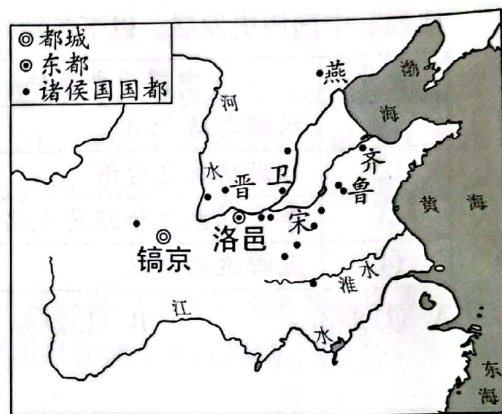 都城
东都
诸侯国国都
燕
渤
海
河
水
晋
卫
齐
鲁
宋
洛邑
镐京
黄
海
淮
水
江
水
东
海